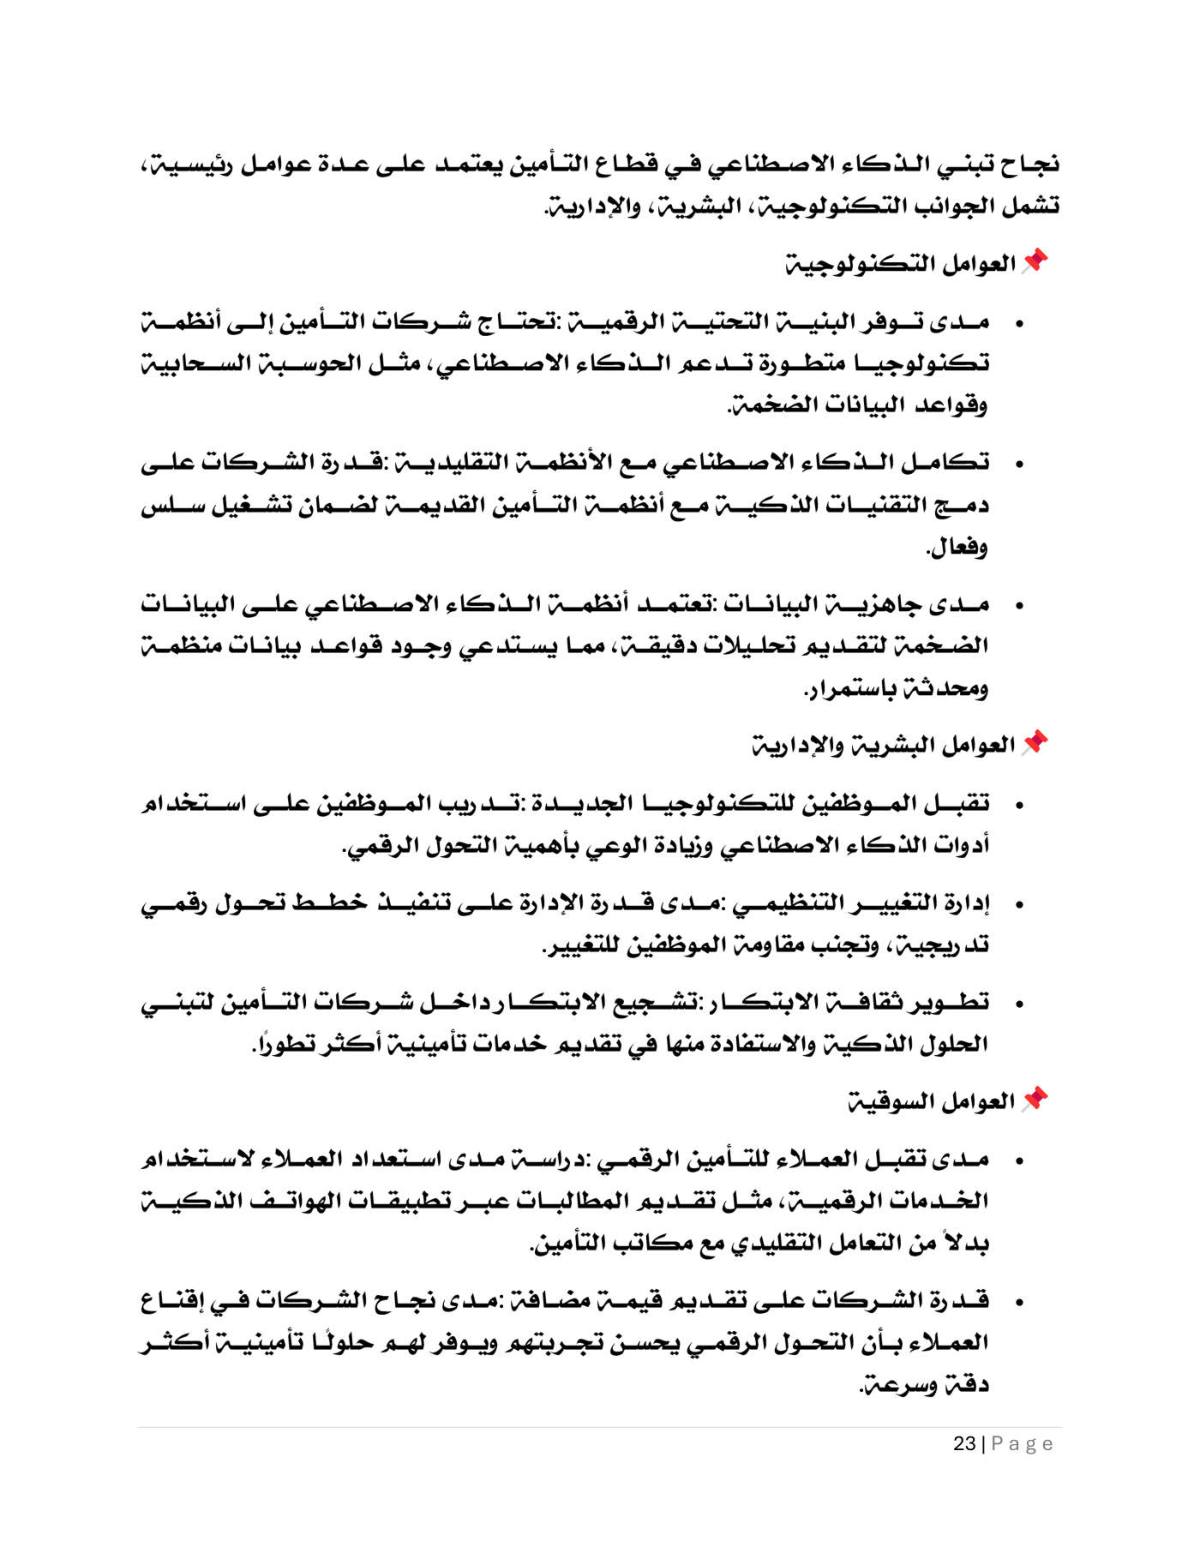 نجاح تبني الذكاء الاصطناعي في قطاع التأمين يعتمد على عدة عوامل رئيسية،
تشمل الجوانب التكنولوجية، البشرية، والإدارية.
📌 العوامل التكنولوجية
• مدى توفر البنية التحتية الرقمية :تحتاج شركات التأمين إلى أنظمة
تكنولوجيا متطورة تدعم الذكاء الاصطناعي، مثل الحوسبة السحابية
وقواعد البيانات الضخمة.
• تكامل الذكاء الاصطناعي مع الأنظمة التقليدية :قدرة الشركات على
دمج التقنيات الذكية مع أنظمة التأمين القديمة لضمان تشغيل سلس
وفعال.
• مدى جاهزية البيانات :تعتمد أنظمة الذكاء الاصطناعي على البيانات
الضخمة لتقديم تحليلات دقيقة، مما يستدعي وجود قواعد بيانات منظمة
ومحدثة باستمرار.
📌 العوامل البشرية والإدارية
• تقبل الموظفين للتكنولوجيا الجديدة :تدريب الموظفين على استخدام
أدوات الذكاء الاصطناعي وزيادة الوعي بأهمية التحول الرقمي.
• إدارة التغيير التنظيمي :مدى قدرة الإدارة على تنفيذ خطط تحول رقمي
تدريجية، وتجنب مقاومة الموظفين للتغيير.
• تطوير ثقافة الابتكار :تشجيع الابتكار داخل شركات التأمين لتبني
الحلول الذكية والاستفادة منها في تقديم خدمات تأمينية أكثر تطورًا.
📌 العوامل السوقية
• مدى تقبل العملاء للتأمين الرقمي :دراسة مدى استعداد العملاء لاستخدام
الخدمات الرقمية، مثل تقديم المطالبات عبر تطبيقات الهواتف الذكية
بدلاً من التعامل التقليدي مع مكاتب التأمين.
• قدرة الشركات على تقديم قيمة مضافة :مدى نجاح الشركات في إقناع
العملاء بأن التحول الرقمي يحسن تجربتهم ويوفر لهم حلولًا تأمينية أكثر
دقة وسرعة.
23 | Page